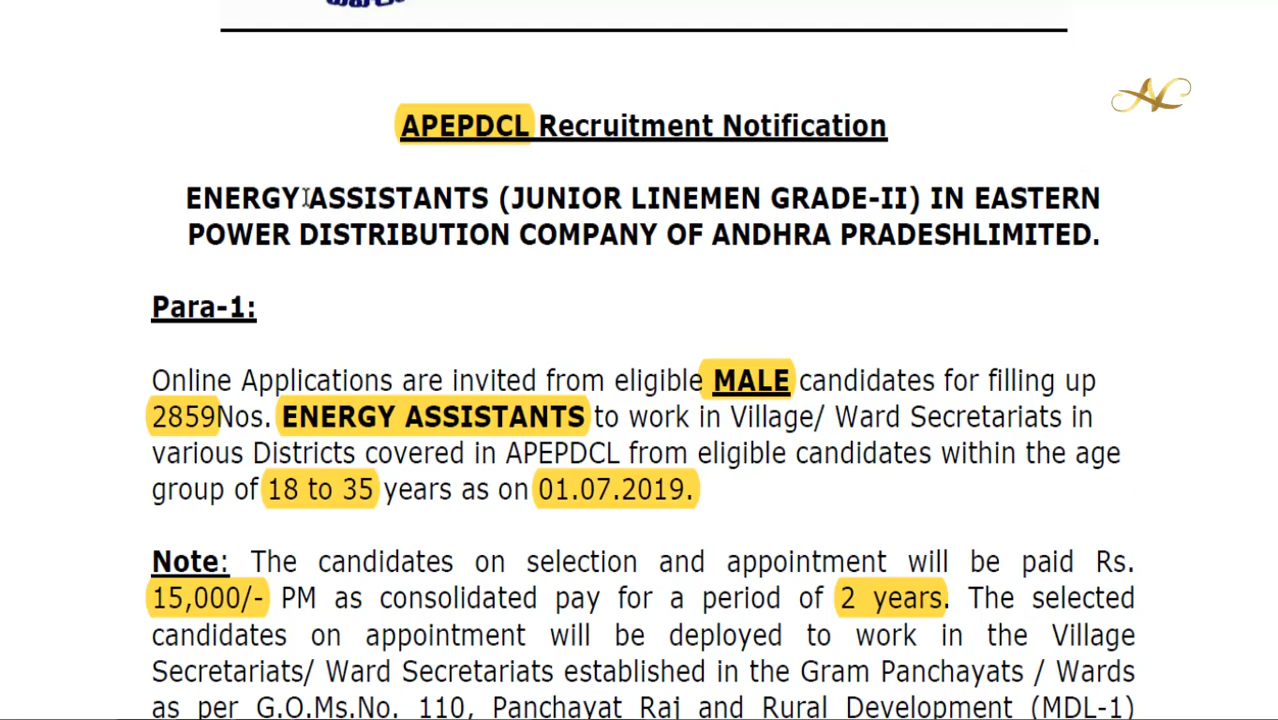 APEPDCL Recruitment Notification
ENERGY ASSISTANTS (JUNIOR LINEMEN GRADE-II) IN EASTERN
POWER DISTRIBUTION COMPANY OF ANDHRA PRADESHLIMITED.
Para-1:
Online Applications are invited from eligible MALE candidates for filling up
2859Nos. ENERGY ASSISTANTS to work in Village/ Ward Secretariats in
various Districts covered in APEPDCL from eligible candidates within the age
group of 18 to 35 years as on 01.07.2019.
Note: The candidates on selection and appointment will be paid Rs.
15,000/- PM as consolidated pay for a period of 2 years. The selected
candidates on appointment will be deployed to work in the Village
Secretariats/ Ward Secretariats established in the Gram Panchayats / Wards
as per G.O.Ms.No. 110, Panchayat Raj and Rural Development (MDL-1)